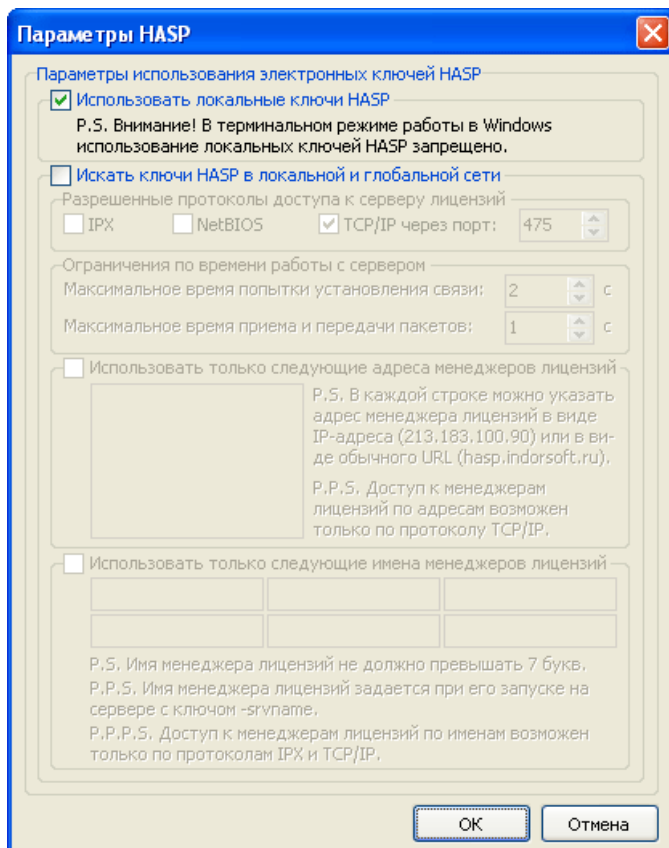 Параметры HASP
Параметры использования электронных ключей HASP
Использовать локальные ключи HASP
P.S. Внимание! В терминальном режиме работы в Windows
использование локальных ключей HASP запрещено.
Искать ключи HASP в локальной и глобальной сети
Разрешенные протоколы доступа к серверу лицензий
IPX NetBIOS TCP/IP через порт: 475
Ограничения по времени работы с сервером
Максимальное время попытки установления связи: 2 с
Максимальное время приема и передачи пакетов: 1 с
Использовать только следующие адреса менеджеров лицензий
P.S. В каждой строке можно указать
адрес менеджера лицензий в виде
IP-адреса (213.183.100.90) или в ви-
де обычного URL (hasp.indorsoft.ru).
P.P.S. Доступ к менеджерам
лицензий по адресам возможен
только по протоколу TCP/IP.
Использовать только следующие имена менеджеров лицензий
P.S. Имя менеджера лицензий не должно превышать 7 букв.
P.P.S. Имя менеджера лицензий задается при его запуске на
сервере с ключом -srvname.
P.P.P.S. Доступ к менеджерам лицензий по именам возможен
только по протоколам IPX и TCP/IP.
OK Отмена